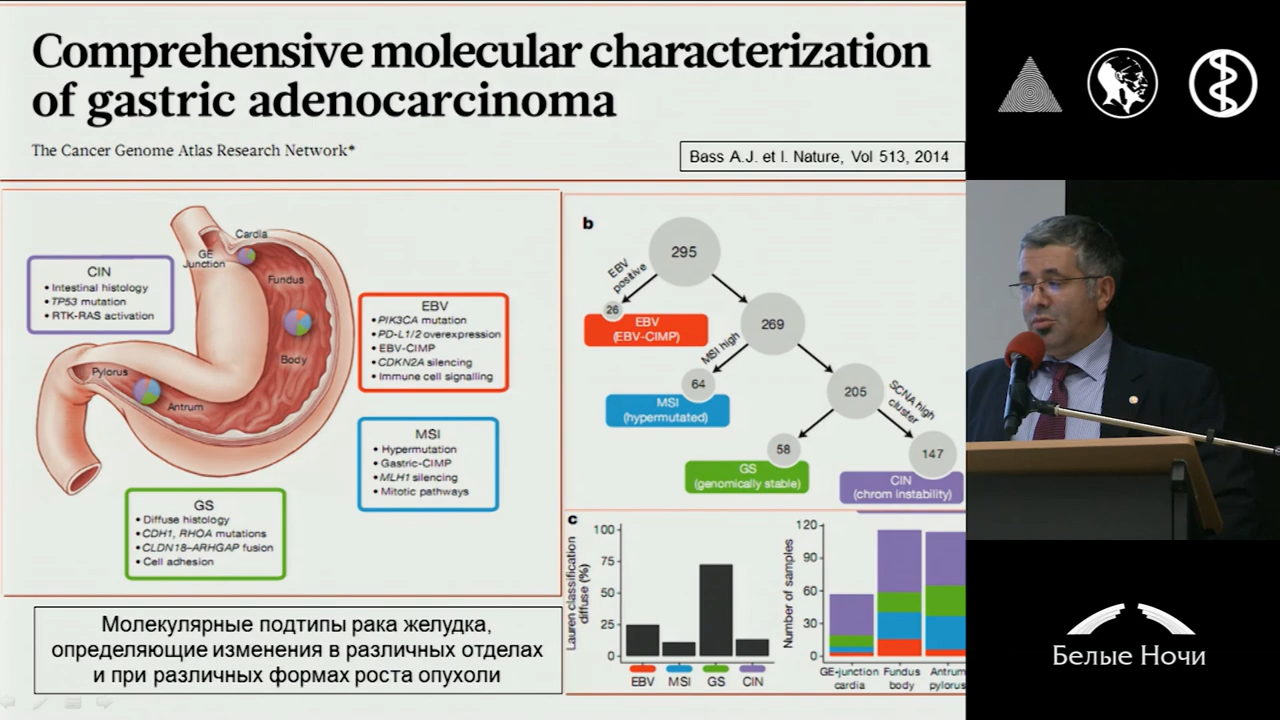 Comprehensive molecular characterization
of gastric adenocarcinoma
The Cancer Genome Atlas Research Network*
Bass A.J. et l. Nature, Vol 513, 2014
Cardia
GE
Junction
Fundus
Body
Pylorus
Antrum
CIN
• Intestinal histology
• TP53 mutation
• RTK-RAS activation
EBV
• PIK3CA mutation
• PD-L1/2 overexpression
• EBV-CIMP
• CDKN2A silencing
• Immune cell signalling
MSI
• Hypermutation
• Gastric-CIMP
• MLH1 silencing
• Mitotic pathways
GS
• Diffuse histology
• CDH1, RHOA mutations
• CLDN18–ARHGAP fusion
• Cell adhesion
Молекулярные подтипы рака желудка,
определяющие изменения в различных отделах
и при различных формах роста опухоли
b
295
EBV
positive
26
EBV
(EBV-CIMP)
269
MSI high
64
MSI
(hypermutated)
205
SCNA high
cluster
58
GS
(genomically stable)
147
CIN
(chrom instability)
c
Lauren classification
diffuse (%)
100
75
50
25
0
EBV MSI GS CIN
Number of samples
120
90
60
30
0
GE-junction
cardia
Fundus
body
Antrum
pylorus
Белые Ночи